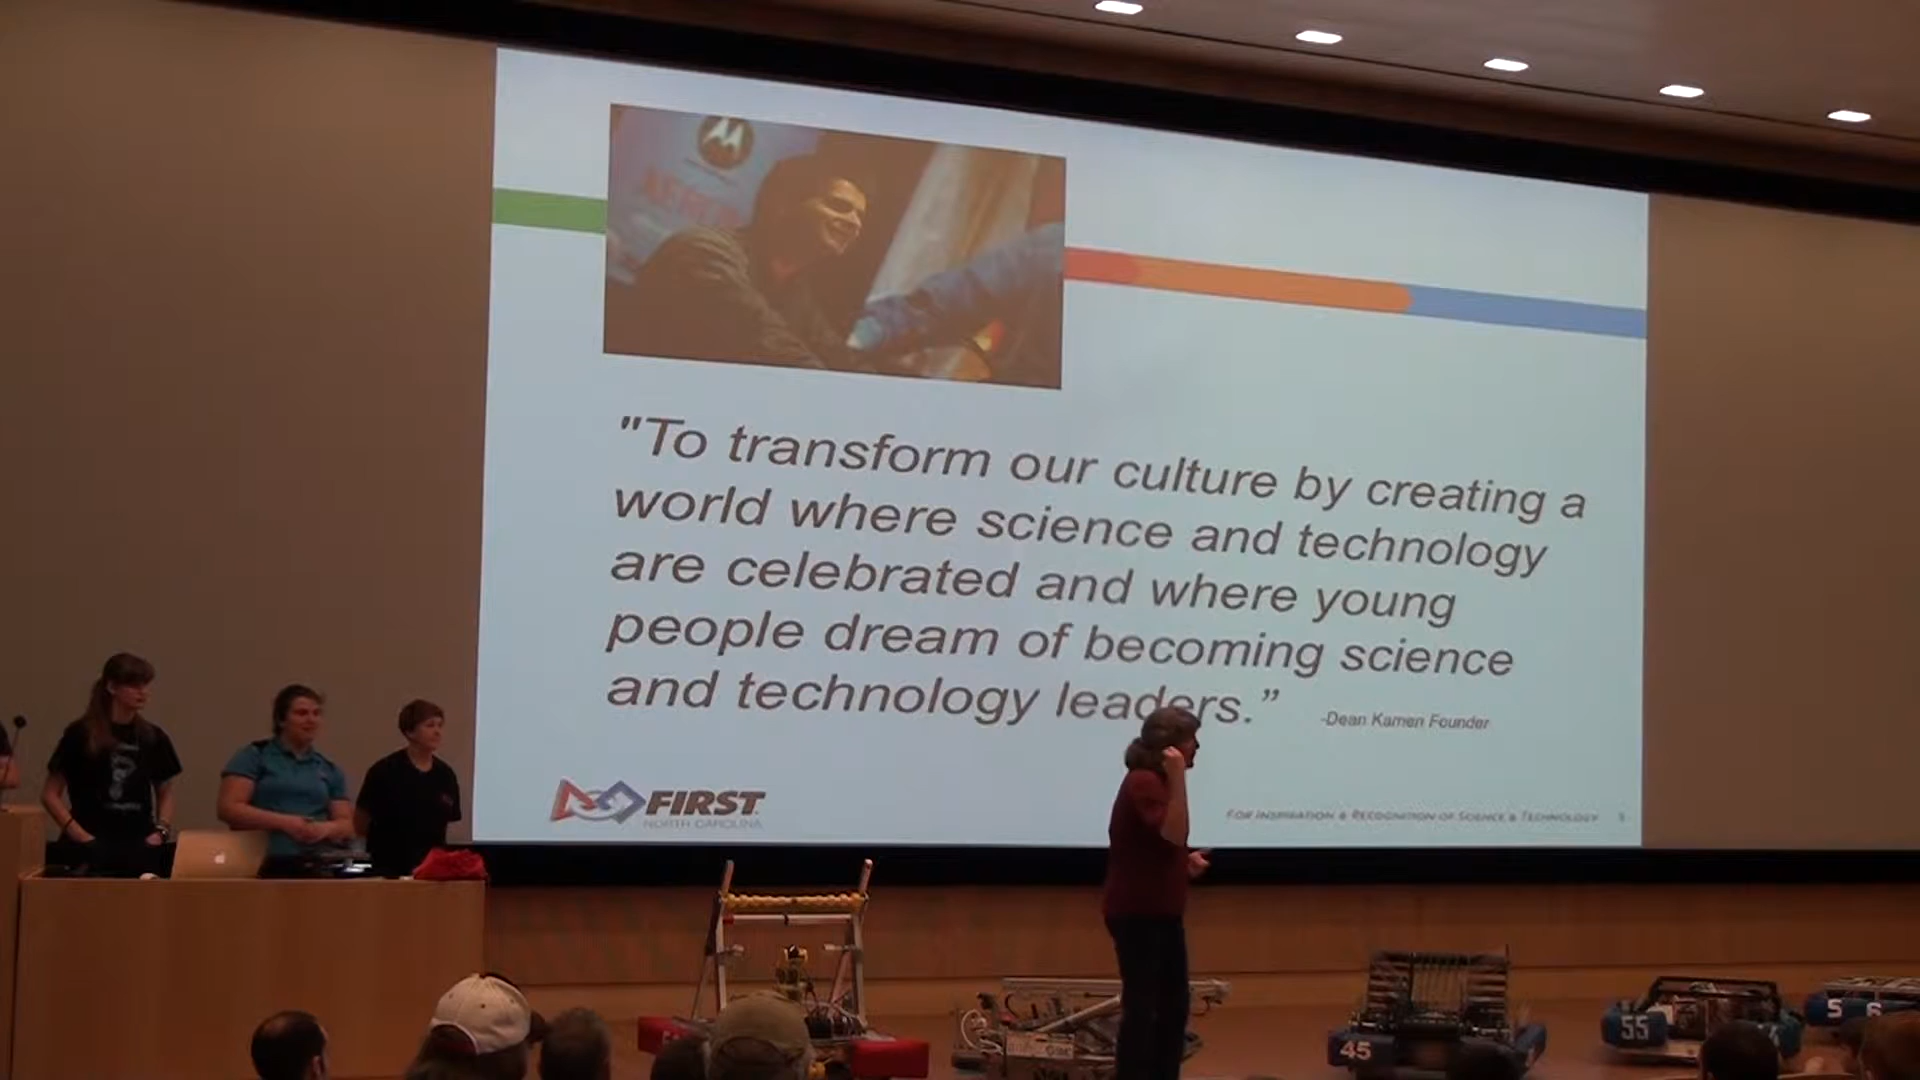 "To transform our culture by creating a
world where science and technology
are celebrated and where young
people dream of becoming science
and technology leaders.”
-Dean Kamen Founder
FIRST
NORTH CAROLINA
FOR INSPIRATION & RECOGNITION OF SCIENCE & TECHNOLOGY
45
55
5